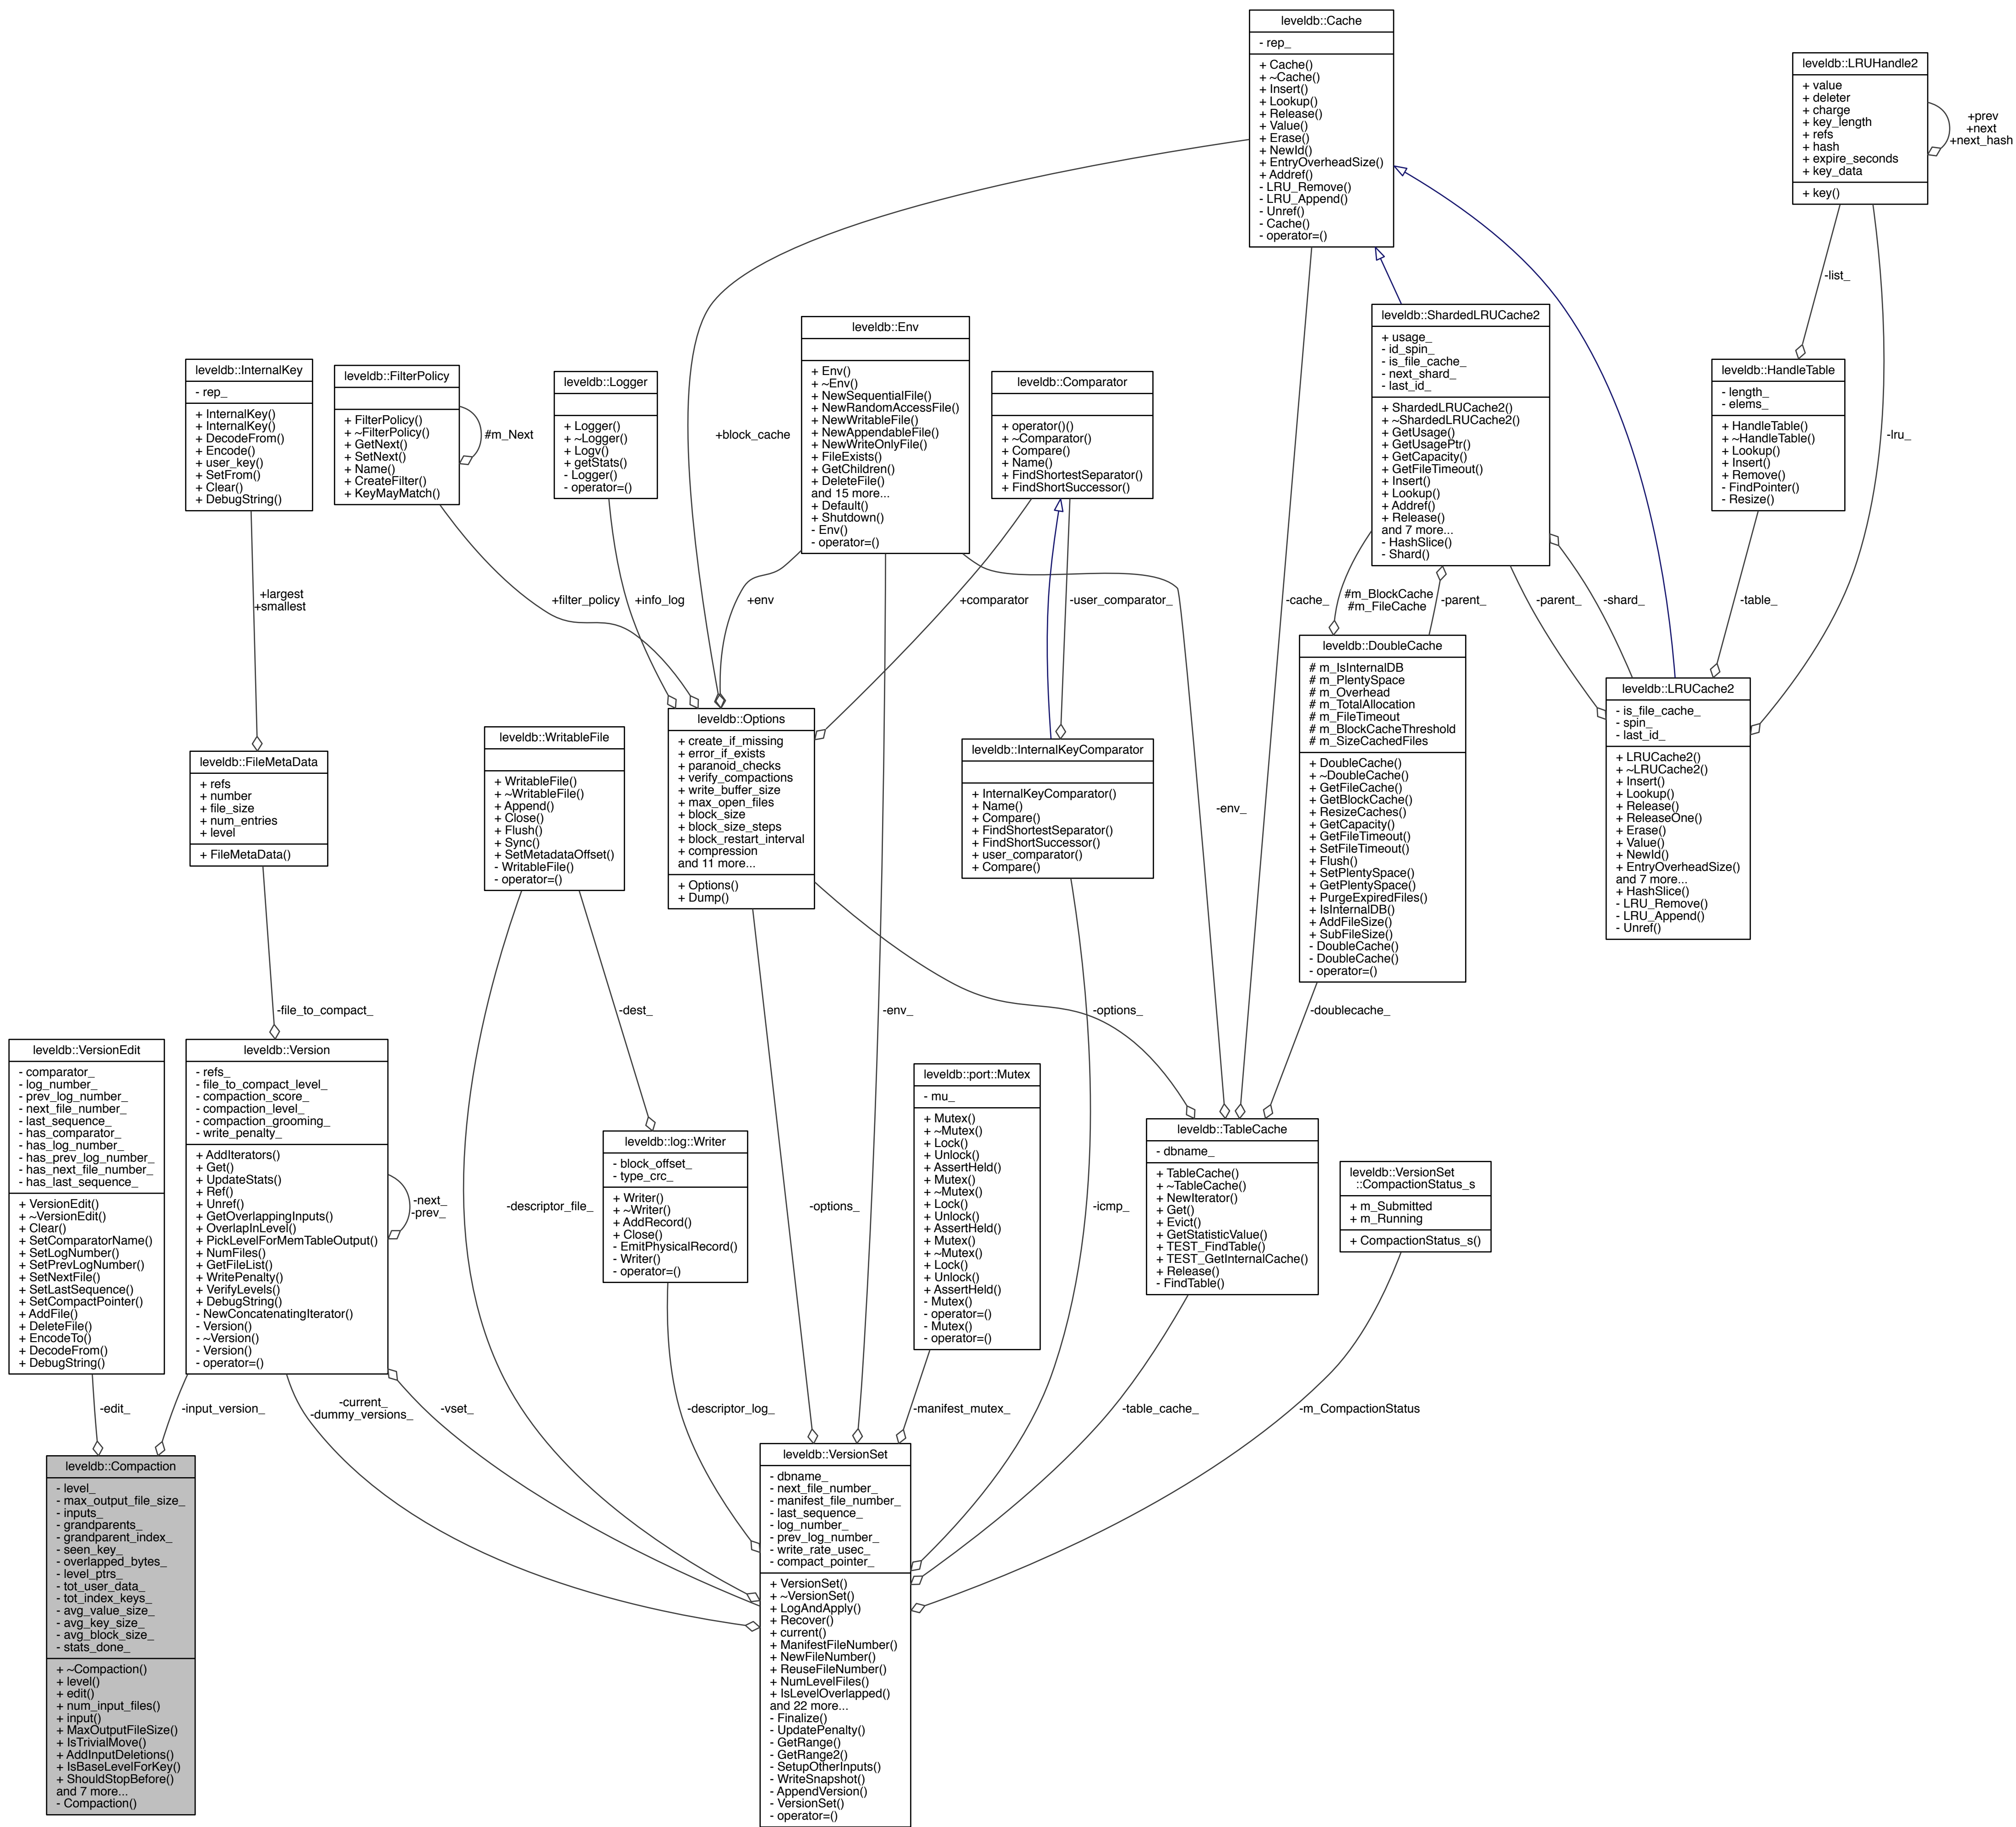 leveldb::Cache
- rep_
+ Cache()
+ ~Cache()
+ Insert()
+ Lookup()
+ Release()
+ Value()
+ Erase()
+ NewId()
+ EntryOverheadSize()
+ Addref()
- LRU_Remove()
- LRU_Append()
- Unref()
- Cache()
- operator=()
leveldb::LRUHandle2
+ value
+ deleter
+ charge
+ key_length
+ refs
+ hash
+ expire_seconds
+ key_data
+ key()
+prev
+next
+next_hash
-list_
-lru_
leveldb::ShardedLRUCache2
+ usage_
- id_spin_
- is_file_cache_
- next_shard_
- last_id_
+ ShardedLRUCache2()
+ ~ShardedLRUCache2()
+ GetUsage()
+ GetUsagePtr()
+ GetCapacity()
+ GetFileTimeout()
+ Insert()
+ Lookup()
+ Addref()
+ Release()
and 7 more...
- HashSlice()
- Shard()
leveldb::HandleTable
- length_
- elems_
+ HandleTable()
+ ~HandleTable()
+ Lookup()
+ Insert()
+ Remove()
- FindPointer()
- Resize()
leveldb::Env
+ Env()
+ ~Env()
+ NewSequentialFile()
+ NewRandomAccessFile()
+ NewWritableFile()
+ NewAppendableFile()
+ NewWriteOnlyFile()
+ FileExists()
+ GetChildren()
+ DeleteFile()
and 15 more...
+ Default()
+ Shutdown()
- Env()
- operator=()
leveldb::InternalKey
- rep_
+ InternalKey()
+ InternalKey()
+ DecodeFrom()
+ Encode()
+ user_key()
+ SetFrom()
+ Clear()
+ DebugString()
leveldb::FilterPolicy
+ FilterPolicy()
+ ~FilterPolicy()
+ GetNext()
+ SetNext()
+ Name()
+ CreateFilter()
+ KeyMayMatch()
#m_Next
leveldb::Logger
+ Logger()
+ ~Logger()
+ Logv()
+ getStats()
- Logger()
- operator=()
+block_cache
leveldb::Comparator
+ operator()()
+ ~Comparator()
+ Compare()
+ Name()
+ FindShortestSeparator()
+ FindShortSuccessor()
+largest
+smallest
+filter_policy
+info_log
+env
+comparator
-user_comparator_
-cache_
#m_BlockCache
#m_FileCache
-parent_
-parent_
-shard_
-table_
leveldb::DoubleCache
# m_IsInternalDB
# m_PlentySpace
# m_Overhead
# m_TotalAllocation
# m_FileTimeout
# m_BlockCacheThreshold
# m_SizeCachedFiles
+ DoubleCache()
+ ~DoubleCache()
+ GetFileCache()
+ GetBlockCache()
+ ResizeCaches()
+ GetCapacity()
+ GetFileTimeout()
+ SetFileTimeout()
+ Flush()
+ SetPlentySpace()
+ GetPlentySpace()
+ PurgeExpiredFiles()
+ IsInternalDB()
+ AddFileSize()
+ SubFileSize()
- DoubleCache()
- DoubleCache()
- operator=()
leveldb::LRUCache2
- is_file_cache_
- spin_
- last_id_
+ LRUCache2()
+ ~LRUCache2()
+ Insert()
+ Lookup()
+ Release()
+ ReleaseOne()
+ Erase()
+ Value()
+ NewId()
+ EntryOverheadSize()
and 7 more...
+ HashSlice()
- LRU_Remove()
- LRU_Append()
- Unref()
leveldb::FileMetaData
+ refs
+ number
+ file_size
+ num_entries
+ level
+ FileMetaData()
leveldb::WritableFile
+ WritableFile()
+ ~WritableFile()
+ Append()
+ Close()
+ Flush()
+ Sync()
+ SetMetadataOffset()
- WritableFile()
- operator=()
leveldb::Options
+ create_if_missing
+ error_if_exists
+ paranoid_checks
+ verify_compactions
+ write_buffer_size
+ max_open_files
+ block_size
+ block_size_steps
+ block_restart_interval
+ compression
and 11 more...
+ Options()
+ Dump()
leveldb::InternalKeyComparator
+ InternalKeyComparator()
+ Name()
+ Compare()
+ FindShortestSeparator()
+ FindShortSuccessor()
+ user_comparator()
+ Compare()
-env_
-file_to_compact_
-dest_
-env_
-options_
-doublecache_
leveldb::VersionEdit
- comparator_
- log_number_
- prev_log_number_
- next_file_number_
- last_sequence_
- has_comparator_
- has_log_number_
- has_prev_log_number_
- has_next_file_number_
- has_last_sequence_
+ VersionEdit()
+ ~VersionEdit()
+ Clear()
+ SetComparatorName()
+ SetLogNumber()
+ SetPrevLogNumber()
+ SetNextFile()
+ SetLastSequence()
+ SetCompactPointer()
+ AddFile()
+ DeleteFile()
+ EncodeTo()
+ DecodeFrom()
+ DebugString()
leveldb::Version
- refs_
- file_to_compact_level_
- compaction_score_
- compaction_level_
- compaction_grooming_
- write_penalty_
+ AddIterators()
+ Get()
+ UpdateStats()
+ Ref()
+ Unref()
+ GetOverlappingInputs()
+ OverlapInLevel()
+ PickLevelForMemTableOutput()
+ NumFiles()
+ GetFileList()
+ WritePenalty()
+ VerifyLevels()
+ DebugString()
- NewConcatenatingIterator()
- Version()
- ~Version()
- Version()
- operator=()
-next_
-prev_
-descriptor_file_
leveldb::log::Writer
- block_offset_
- type_crc_
+ Writer()
+ ~Writer()
+ AddRecord()
+ Close()
- EmitPhysicalRecord()
- Writer()
- operator=()
-options_
leveldb::port::Mutex
- mu_
+ Mutex()
+ ~Mutex()
+ Lock()
+ Unlock()
+ AssertHeld()
+ Mutex()
+ ~Mutex()
+ Lock()
+ Unlock()
+ AssertHeld()
+ Mutex()
+ ~Mutex()
+ Lock()
+ Unlock()
+ AssertHeld()
- Mutex()
- operator=()
- Mutex()
- operator=()
-icmp_
leveldb::TableCache
- dbname_
+ TableCache()
+ ~TableCache()
+ NewIterator()
+ Get()
+ Evict()
+ GetStatisticValue()
+ TEST_FindTable()
+ TEST_GetInternalCache()
+ Release()
- FindTable()
leveldb::VersionSet
::CompactionStatus_s
+ m_Submitted
+ m_Running
+ CompactionStatus_s()
-edit_
-input_version_
-current_
-dummy_versions_
-vset_
-descriptor_log_
-manifest_mutex_
-table_cache_
-m_CompactionStatus
leveldb::Compaction
- level_
- max_output_file_size_
- inputs_
- grandparents_
- grandparent_index_
- seen_key_
- overlapped_bytes_
- level_ptrs_
- tot_user_data_
- tot_index_keys_
- avg_value_size_
- avg_key_size_
- avg_block_size_
- stats_done_
+ ~Compaction()
+ level()
+ edit()
+ num_input_files()
+ input()
+ MaxOutputFileSize()
+ IsTrivialMove()
+ AddInputDeletions()
+ IsBaseLevelForKey()
+ ShouldStopBefore()
and 7 more...
- Compaction()
leveldb::VersionSet
- dbname_
- next_file_number_
- manifest_file_number_
- last_sequence_
- log_number_
- prev_log_number_
- write_rate_usec_
- compact_pointer_
+ VersionSet()
+ ~VersionSet()
+ LogAndApply()
+ Recover()
+ current()
+ ManifestFileNumber()
+ NewFileNumber()
+ ReuseFileNumber()
+ NumLevelFiles()
+ IsLevelOverlapped()
and 22 more...
- Finalize()
- UpdatePenalty()
- GetRange()
- GetRange2()
- SetupOtherInputs()
- WriteSnapshot()
- AppendVersion()
- VersionSet()
- operator=()